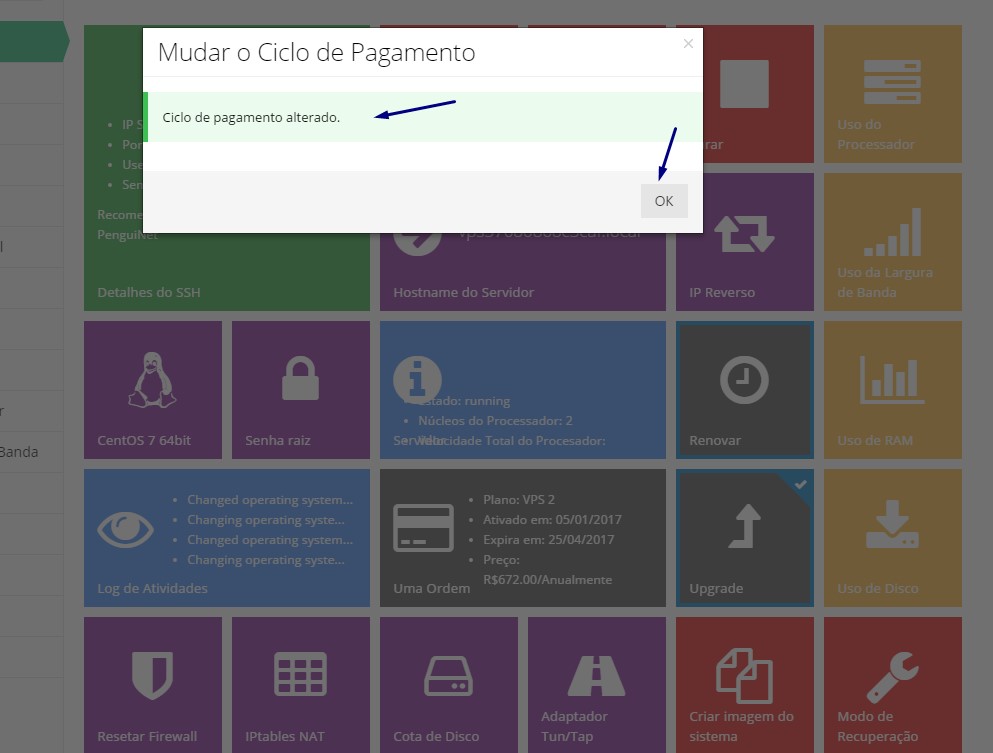 Mudar o Ciclo de Pagamento
×
Ciclo de pagamento alterado.
OK
IP S
Por
Use
Sen
Recome
PenguiNet
Detalhes do SSH
Hostname do Servidor
rar
IP Reverso
Uso do
Processador
Uso da Largura
de Banda
l
r
Banda
CentOS 7 64bit
Senha raiz
Estado: running
Núcleos do Processador: 2
Velocidade Total do Procesador:
Servidor
Renovar
Uso de RAM
Changed operating system...
Changing operating syste...
Changed operating system...
Changing operating syste...
Log de Atividades
Plano: VPS 2
Ativado em: 05/01/2017
Expira em: 25/04/2017
Preço:
R$672.00/Anualmente
Uma Ordem
Upgrade
Uso de Disco
Resetar Firewall
IPtables NAT
Cota de Disco
Adaptador
Tun/Tap
Criar imagem do
sistema
Modo de
Recuperação